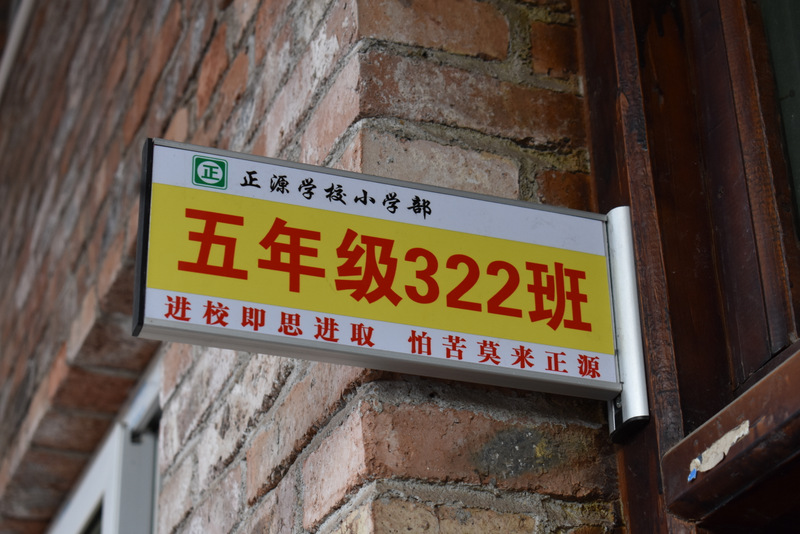 正 正源学校小学部
五年级322班
进校即思进取 怕苦莫来正源